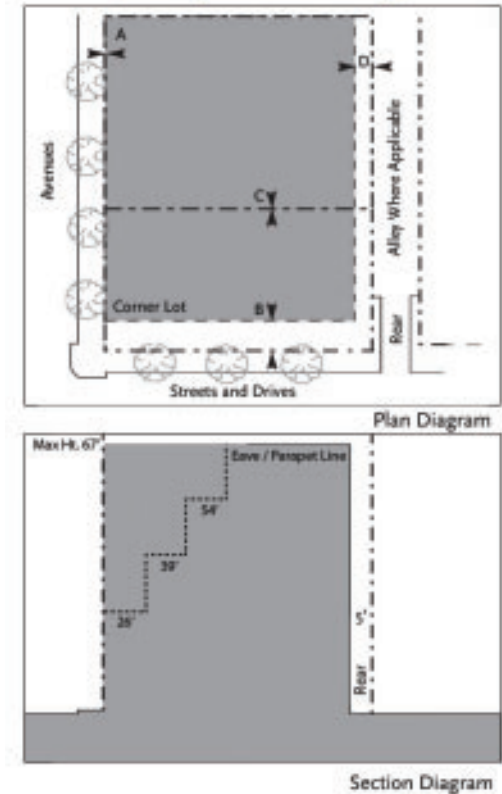 A
D
Avenues
Alley Where Applicable
C
Corner Lot
B
Rear
Streets and Drives
Plan Diagram
Max Ht. 67'
Eave / Parapet Line
54'
39'
28'
5'
Rear
Section Diagram